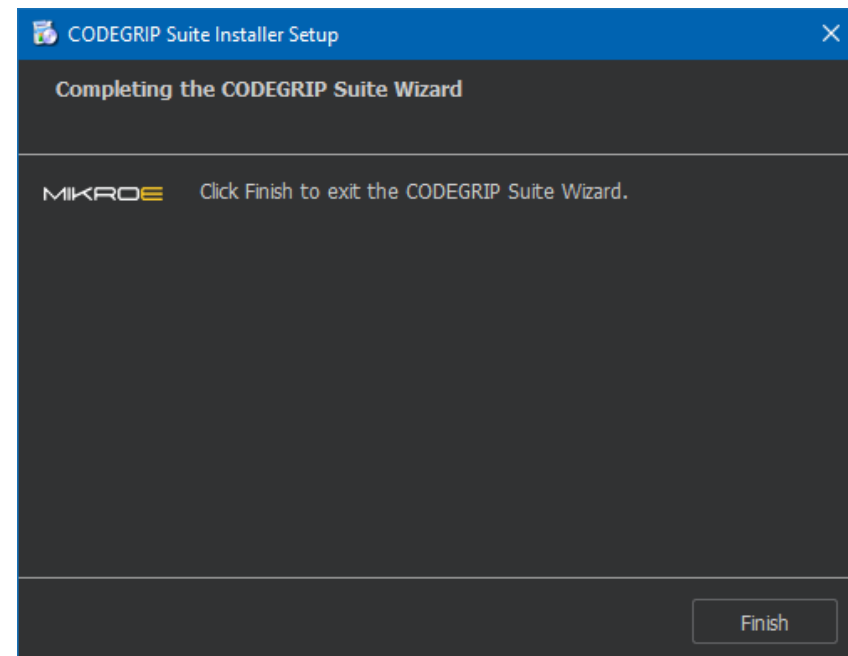 CODEGRIP Suite Installer Setup
Completing the CODEGRIP Suite Wizard
MIKROE Click Finish to exit the CODEGRIP Suite Wizard.
Finish